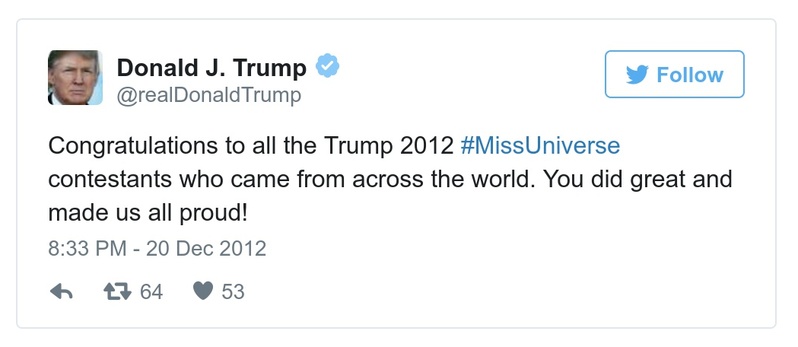 Donald J. Trump
@realDonaldTrump
Follow
Congratulations to all the Trump 2012 #MissUniverse
contestants who came from across the world. You did great and
made us all proud!
8:33 PM - 20 Dec 2012
64 53